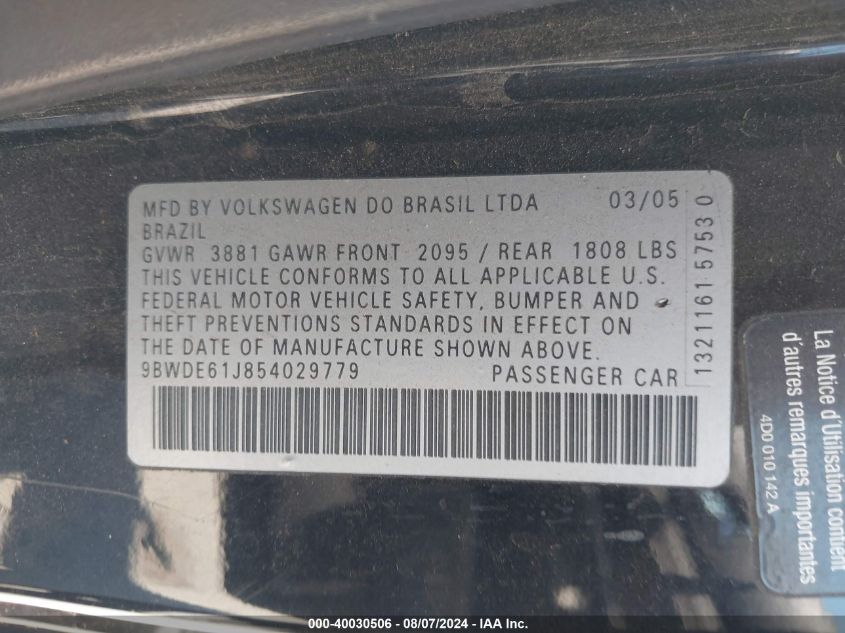 MFD BY VOLKSWAGEN DO BRASIL LTDA 03/05
BRAZIL
GVWR 3881 GAWR FRONT 2095 / REAR 1808 LBS
THIS VEHICLE CONFORMS TO ALL APPLICABLE U.S.
FEDERAL MOTOR VEHICLE SAFETY, BUMPER AND
THEFT PREVENTIONS STANDARDS IN EFFECT ON
THE DATE OF MANUFACTURE SHOWN ABOVE.
9BWDE61J854029779 PASSENGER CAR
1321161 5753 0
La Notice d'Utilisation contient
d'autres remarques importantes
4D0 010 142 A
000-40030506 - 08/07/2024 - IAA Inc.